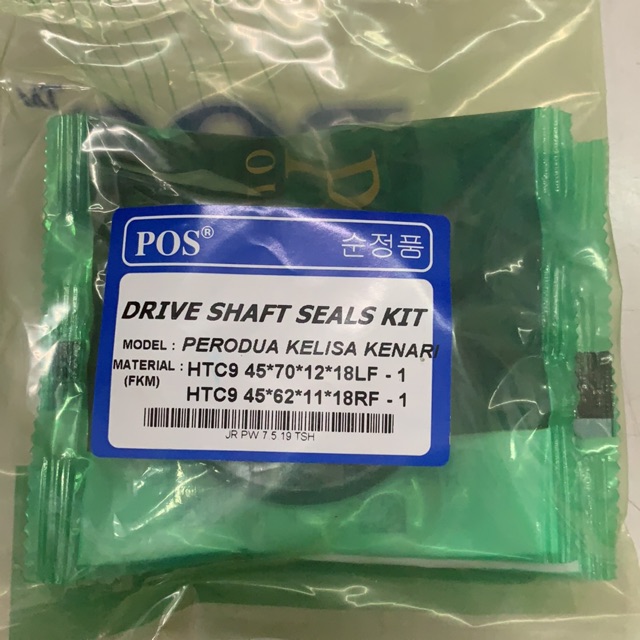 POS® 순정품
DRIVE SHAFT SEALS KIT
MODEL : PERODUA KELISA KENARI
MATERIAL : HTC9 45*70*12*18LF - 1
(FKM) HTC9 45*62*11*18RF - 1
JR PW 7 5 19 TSH